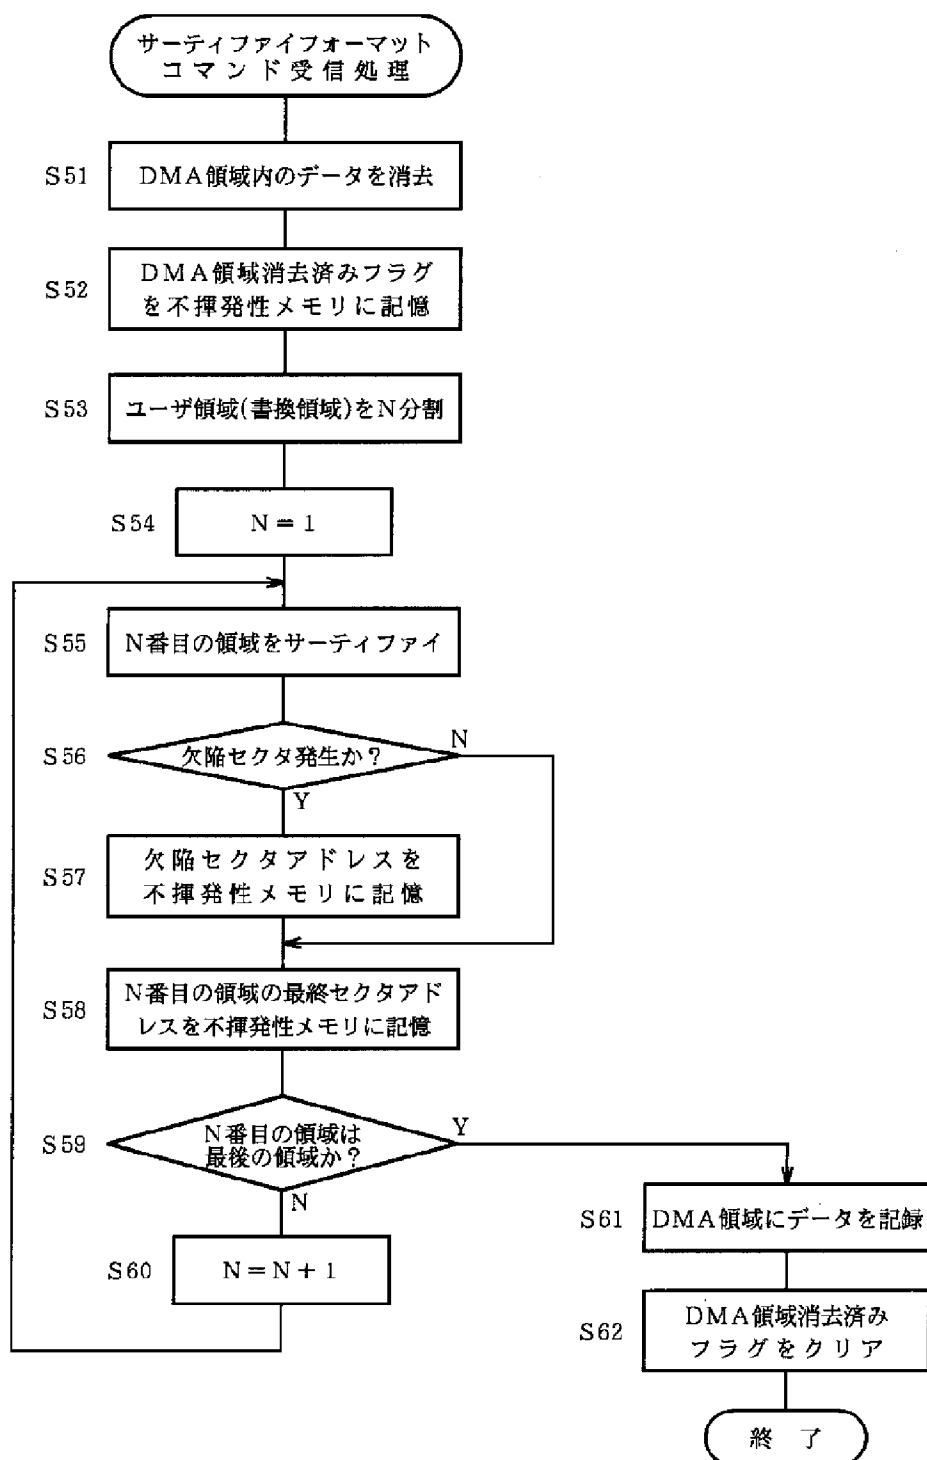 サーティファイフォーマット
コマンド受信処理
S51
DMA領域内のデータを消去
S52
DMA領域消去済みフラグ
を不揮発性メモリに記憶
S53
ユーザ領域(書換領域)をN分割
S54
N=1
S55
N番目の領域をサーティファイ
S56
欠陥セクタ発生か?
N
Y
S57
欠陥セクタアドレスを
不揮発性メモリに記憶
S58
N番目の領域の最終セクタアド
レスを不揮発性メモリに記憶
S59
N番目の領域は
最後の領域か?
Y
N
S60
N=N+1
S61
DMA領域にデータを記録
S62
DMA領域消去済み
フラグをクリア
終了